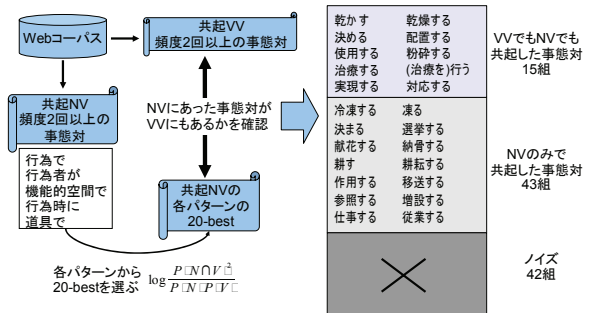 Webコーパス
共起VV
頻度2回以上の事態対
共起NV
頻度2回以上の
事態対
行為で
行為者が
機能的空間で
行為時に
道具で
NVにあった事態対が
VVにもあるかを確認
共起NVの
各パターンの
20-best
各パターンから
20-bestを選ぶ
log P N∩V 2
P N P V
乾かす 乾燥する
決める 配置する
使用する 粉砕する
治療する (治療を)行う
実現する 対応する
VVでもNVでも
共起した事態対
15組
冷凍する 凍る
決まる 選挙する
献花する 納骨する
耕す 耕転する
作用する 移送する
参照する 増設する
仕事する 従業する
NVのみで
共起した事態対
43組
ノイズ
42組